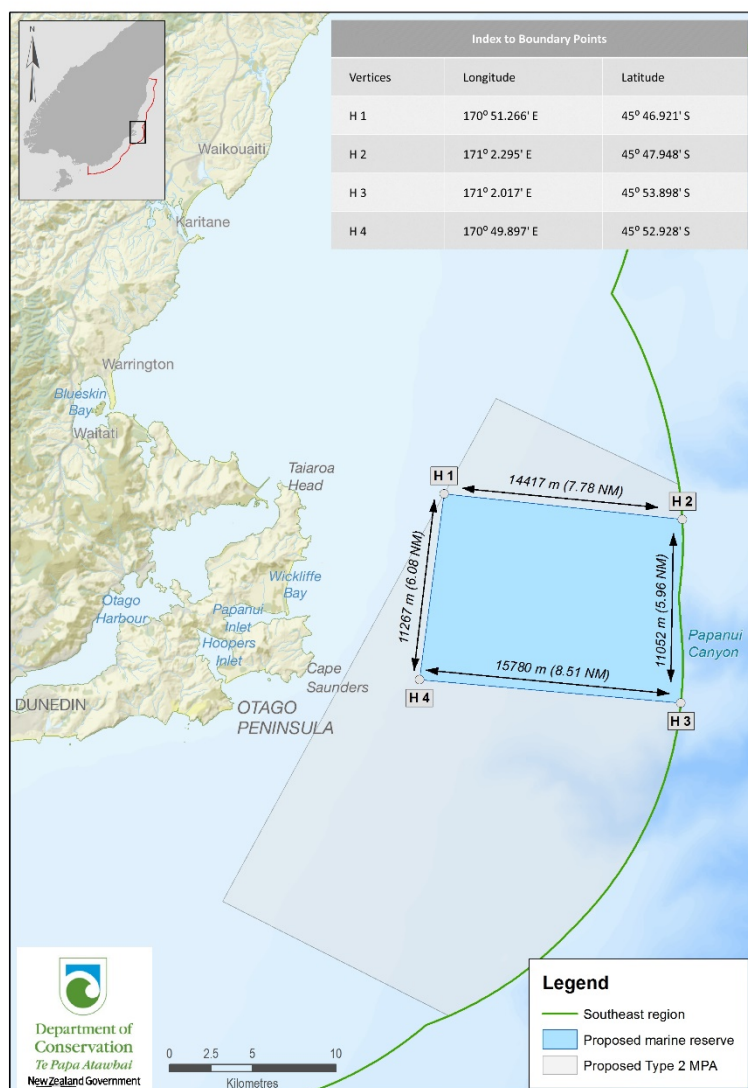 N
Index to Boundary Points
Vertices Longitude Latitude
H 1 170° 51.266' E 45° 46.921' S
H 2 171° 2.295' E 45° 47.948' S
H 3 171° 2.017' E 45° 53.898' S
H 4 170° 49.897' E 45° 52.928' S
Waikouaiti
Karitane
Warrington
Blueskin
Bay
Waitati
Taiaroa
Head
H 1
14417 m (7.78 NM)
H 2
11267 m (6.08 NM)
11052 m (5.96 NM)
Wickliffe
Bay
Otago
Harbour
Papanui
Inlet
Hoopers
Inlet
Papanui
Canyon
Cape
Saunders
15780 m (8.51 NM)
H 4
H 3
DUNEDIN
OTAGO
PENINSULA
Department of
Conservation
Te Papa Atawhai
New Zealand Government
0 2.5 5 10
Kilometres
Legend
Southeast region
Proposed marine reserve
Proposed Type 2 MPA